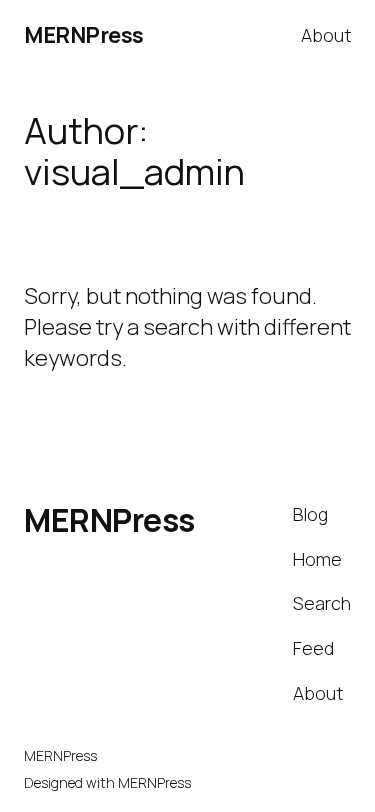 MERNPress
About
Author:
visual_admin
Sorry, but nothing was found.
Please try a search with different
keywords.
MERNPress
Blog
Home
Search
Feed
About
MERNPress
Designed with MERNPress